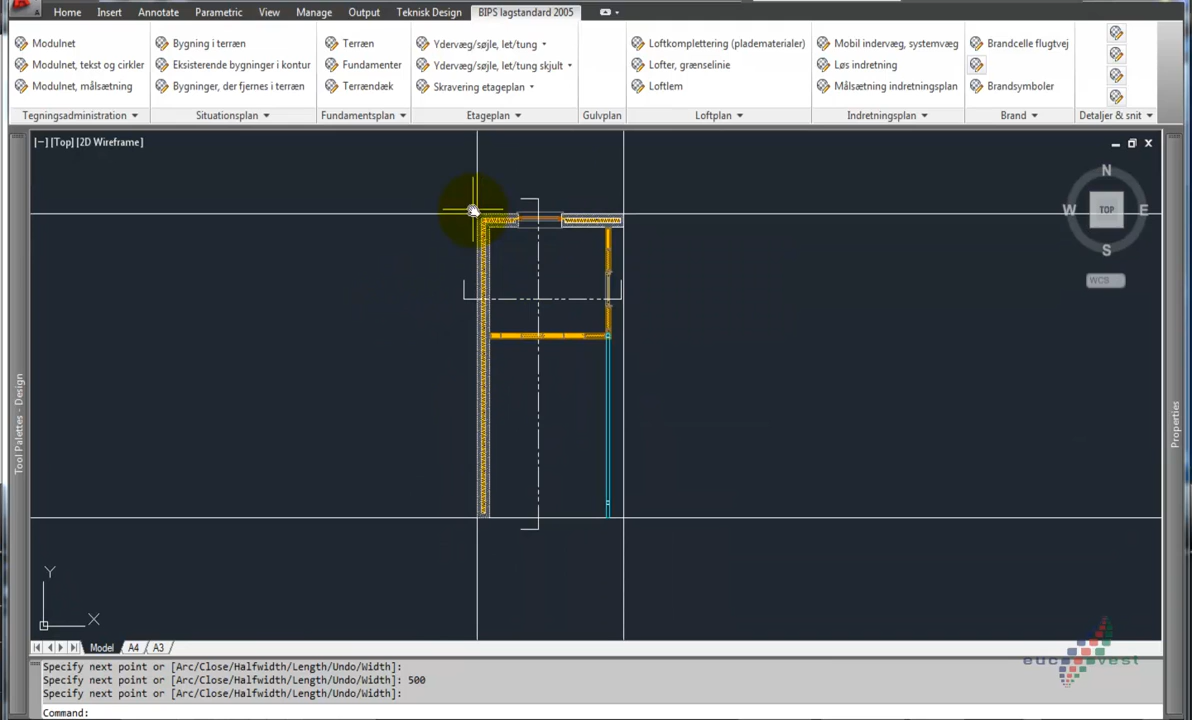 Home Insert Annotate Parametric View Manage Output Teknisk Design BIPS lagstandard 2005
Modulnet Bygning i terræn Terræn Ydervæg/søjle, let/tung Loftkomplettering (plademateriale) Mobil indervæg, systemvæg Brandcelle flugtvej
Modulnet, tekst og cirkler Eksisterende bygninger i kontur Fundamenter Ydervæg/søjle, let/tung skjult Lofter, grænselinie Løs indretning
Modulnet, målsætning Bygninger, der fjernes i terræn Terrændæk Skravering etageplan Loftlem Målsætning indretningsplan Brandsymboler
Tegningsadministration Situationsplan Fundamentsplan Etageplan Gulvplan Loftplan Indretningsplan Brand Detaljer & snit
[−] [Top] [2D Wireframe]
N
W TOP E
S
WCS
Tool Palettes - Design
Properties
Y
X
Model A4 A3
Specify next point or [Arc/Close/Halfwidth/Length/Undo/Width]:
Specify next point or [Arc/Close/Halfwidth/Length/Undo/Width]: 500
Specify next point or [Arc/Close/Halfwidth/Length/Undo/Width]:
Command: